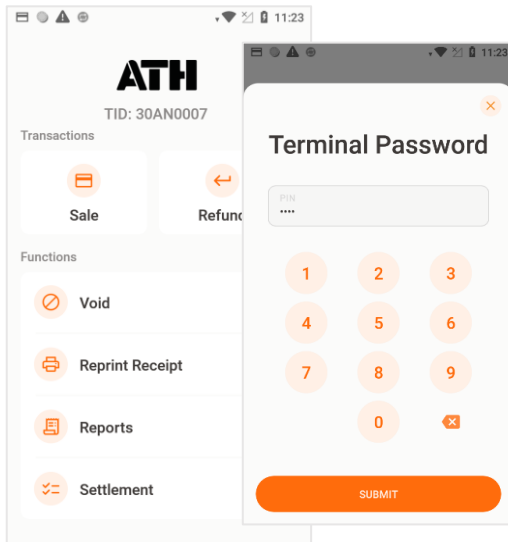 11:23
ATH
TID: 30AN0007
Transactions
Sale
Refund
Functions
Void
Reprint Receipt
Reports
Settlement
11:23
Terminal Password
PIN
••••
1 2 3
4 5 6
7 8 9
0
SUBMIT